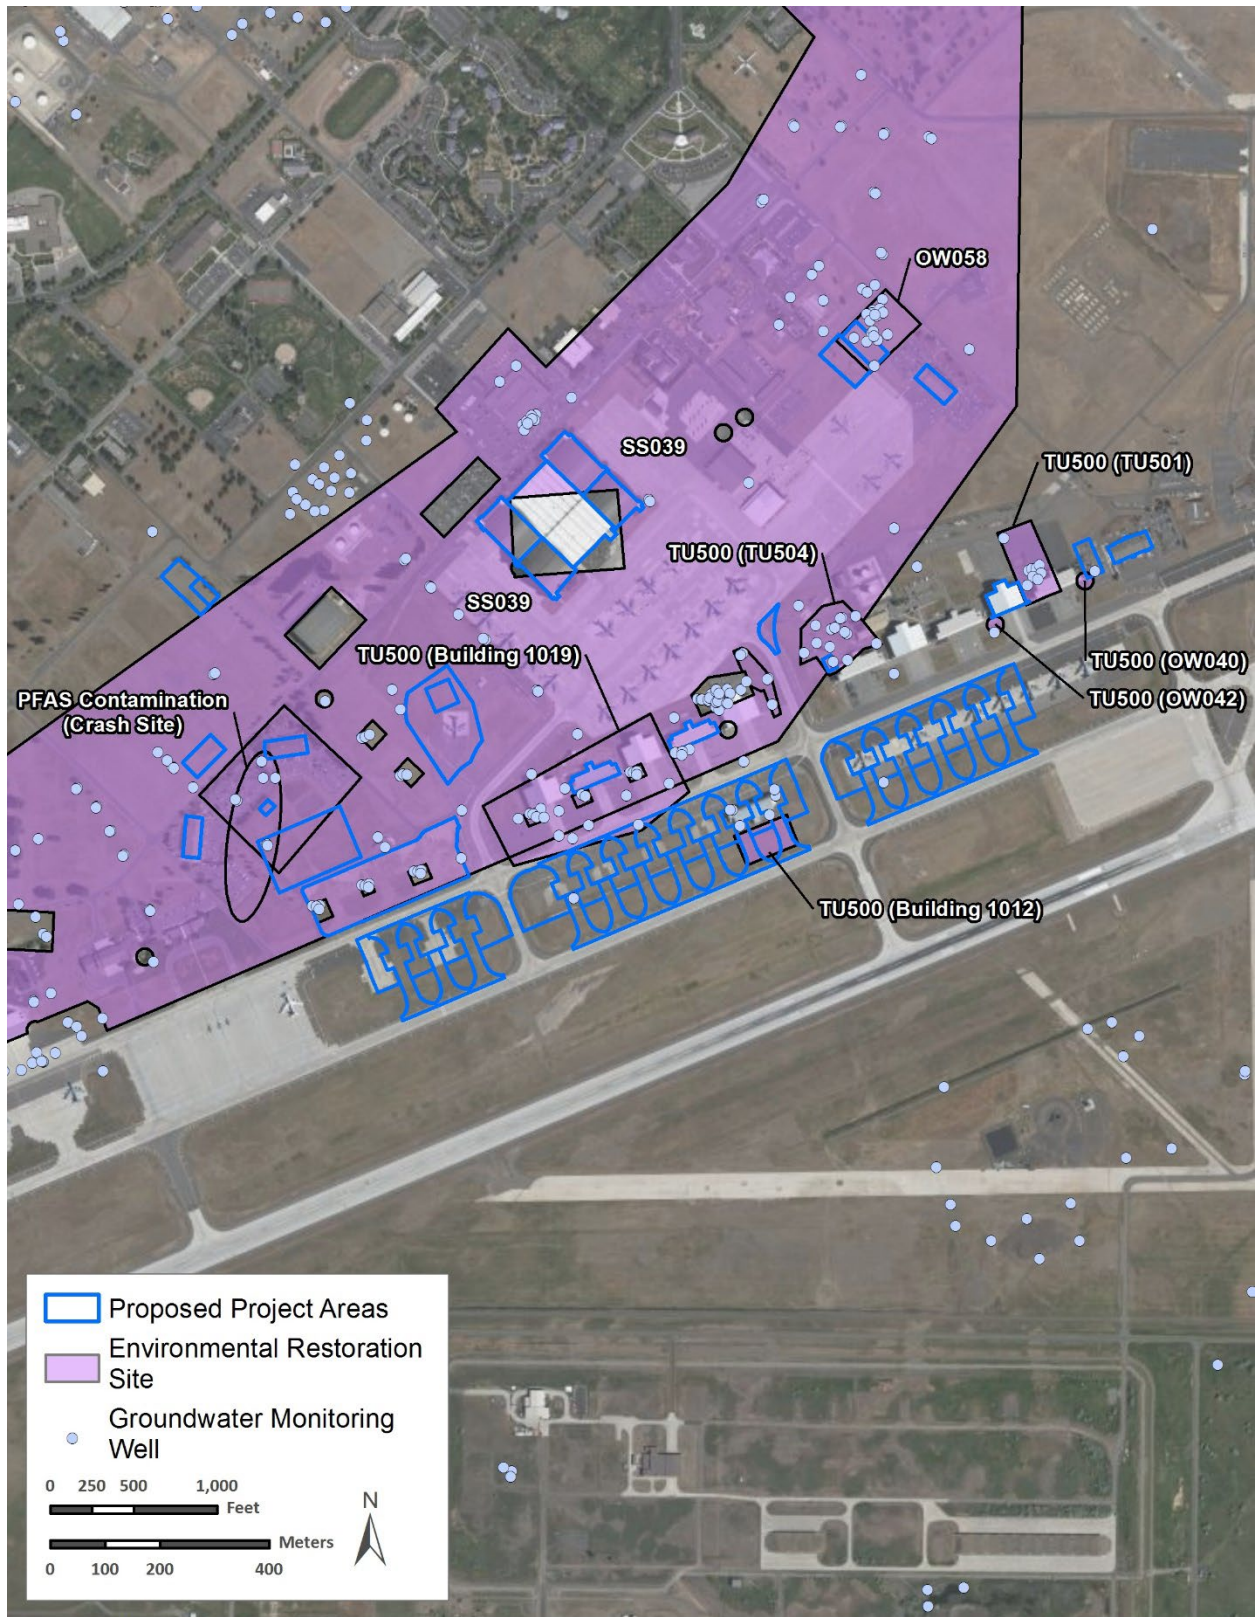 OW058
SS039
TU500 (TU501)
TU500 (TU504)
SS039
TU500 (Building 1019)
TU500 (OW040)
PFAS Contamination
(Crash Site)
TU500 (OW042)
TU500 (Building 1012)
Proposed Project Areas
Environmental Restoration
Site
Groundwater Monitoring
Well
0 250 500 1,000
Feet
N
Meters
0 100 200 400